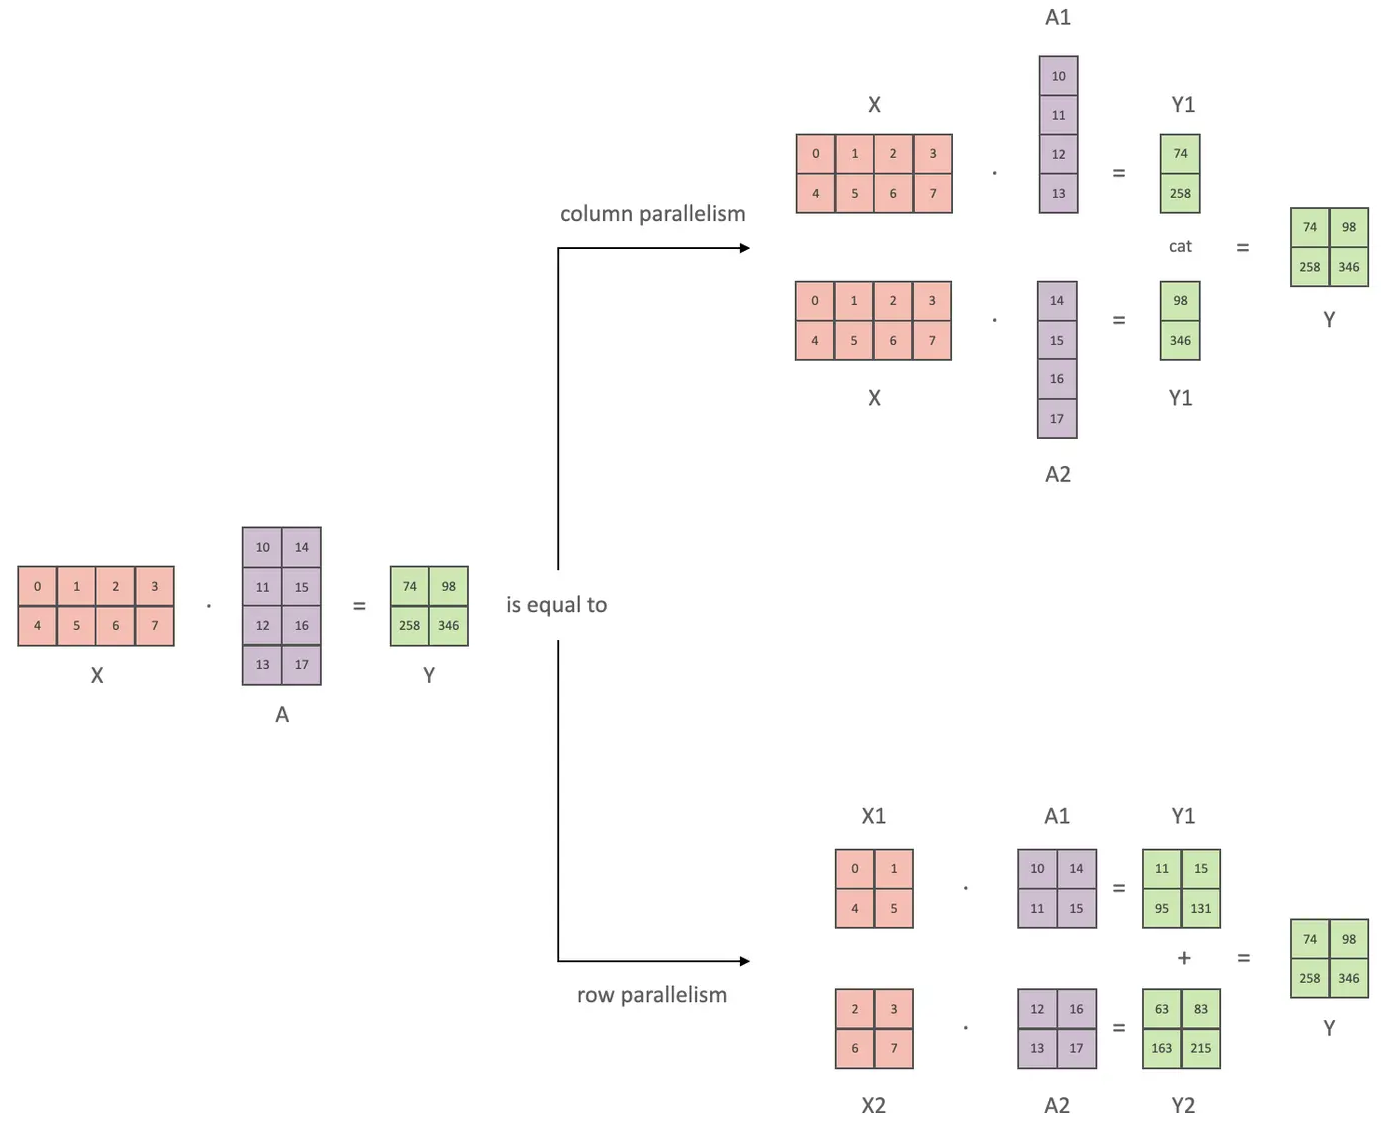 X
0 1 2 3
4 5 6 7
·
A
10 14
11 15
12 16
13 17
=
74 98
258 346
Y
is equal to
column parallelism
X
0 1 2 3
4 5 6 7
·
A1
10
11
12
13
=
Y1
74
258
cat
0 1 2 3
4 5 6 7
X
·
14
15
16
17
A2
=
98
346
Y1
=
74 98
258 346
Y
row parallelism
X1
0 1
4 5
·
A1
10 14
11 15
=
Y1
11 15
95 131
+
2 3
6 7
X2
·
12 16
13 17
A2
=
63 83
163 215
Y2
=
74 98
258 346
Y